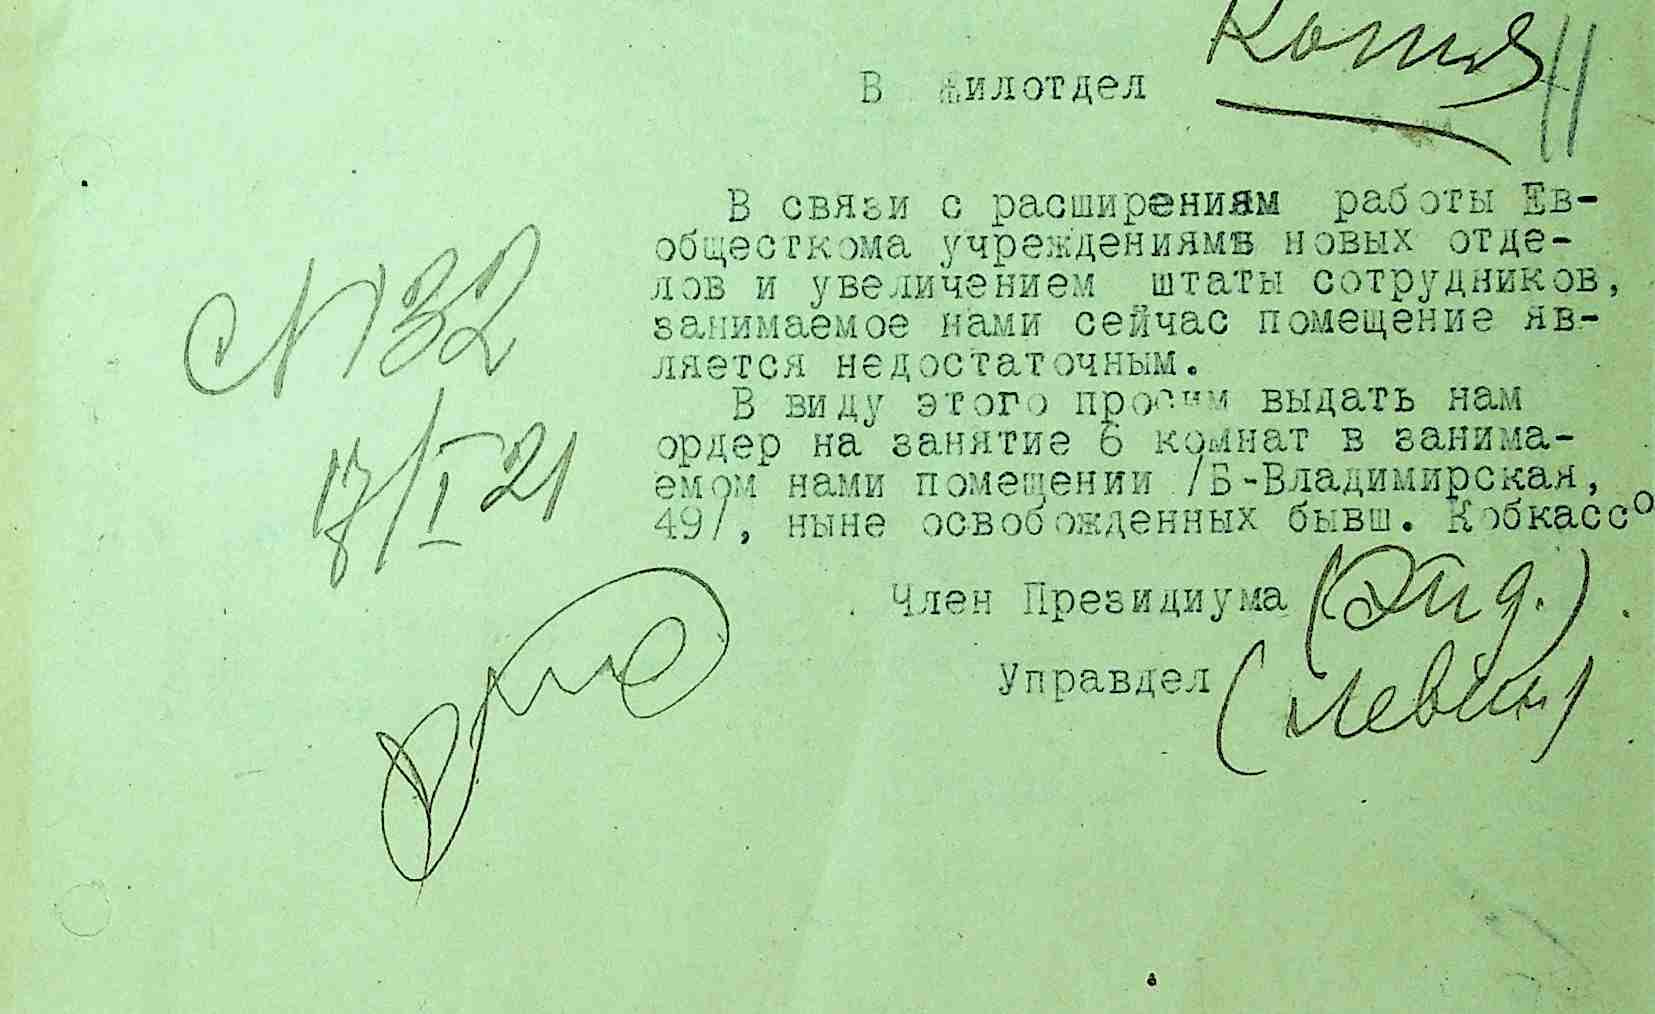 Копия
11
В жилотдел
В связи с расширениям работы Ев-
общесткома учреждениямъ новых отде-
лов и увеличением штаты сотрудников,
занимаемое нами сейчас помещение яв-
ляется недостаточным.
В виду этого просим выдать нам
ордер на занятие 6 комнат в занима-
емом нами помещении /Б-Владимирская,
49/, ныне освобожденных бывш. Кобкассо
N 32
17/I 21
Член Президиума
Управдел (Левин)